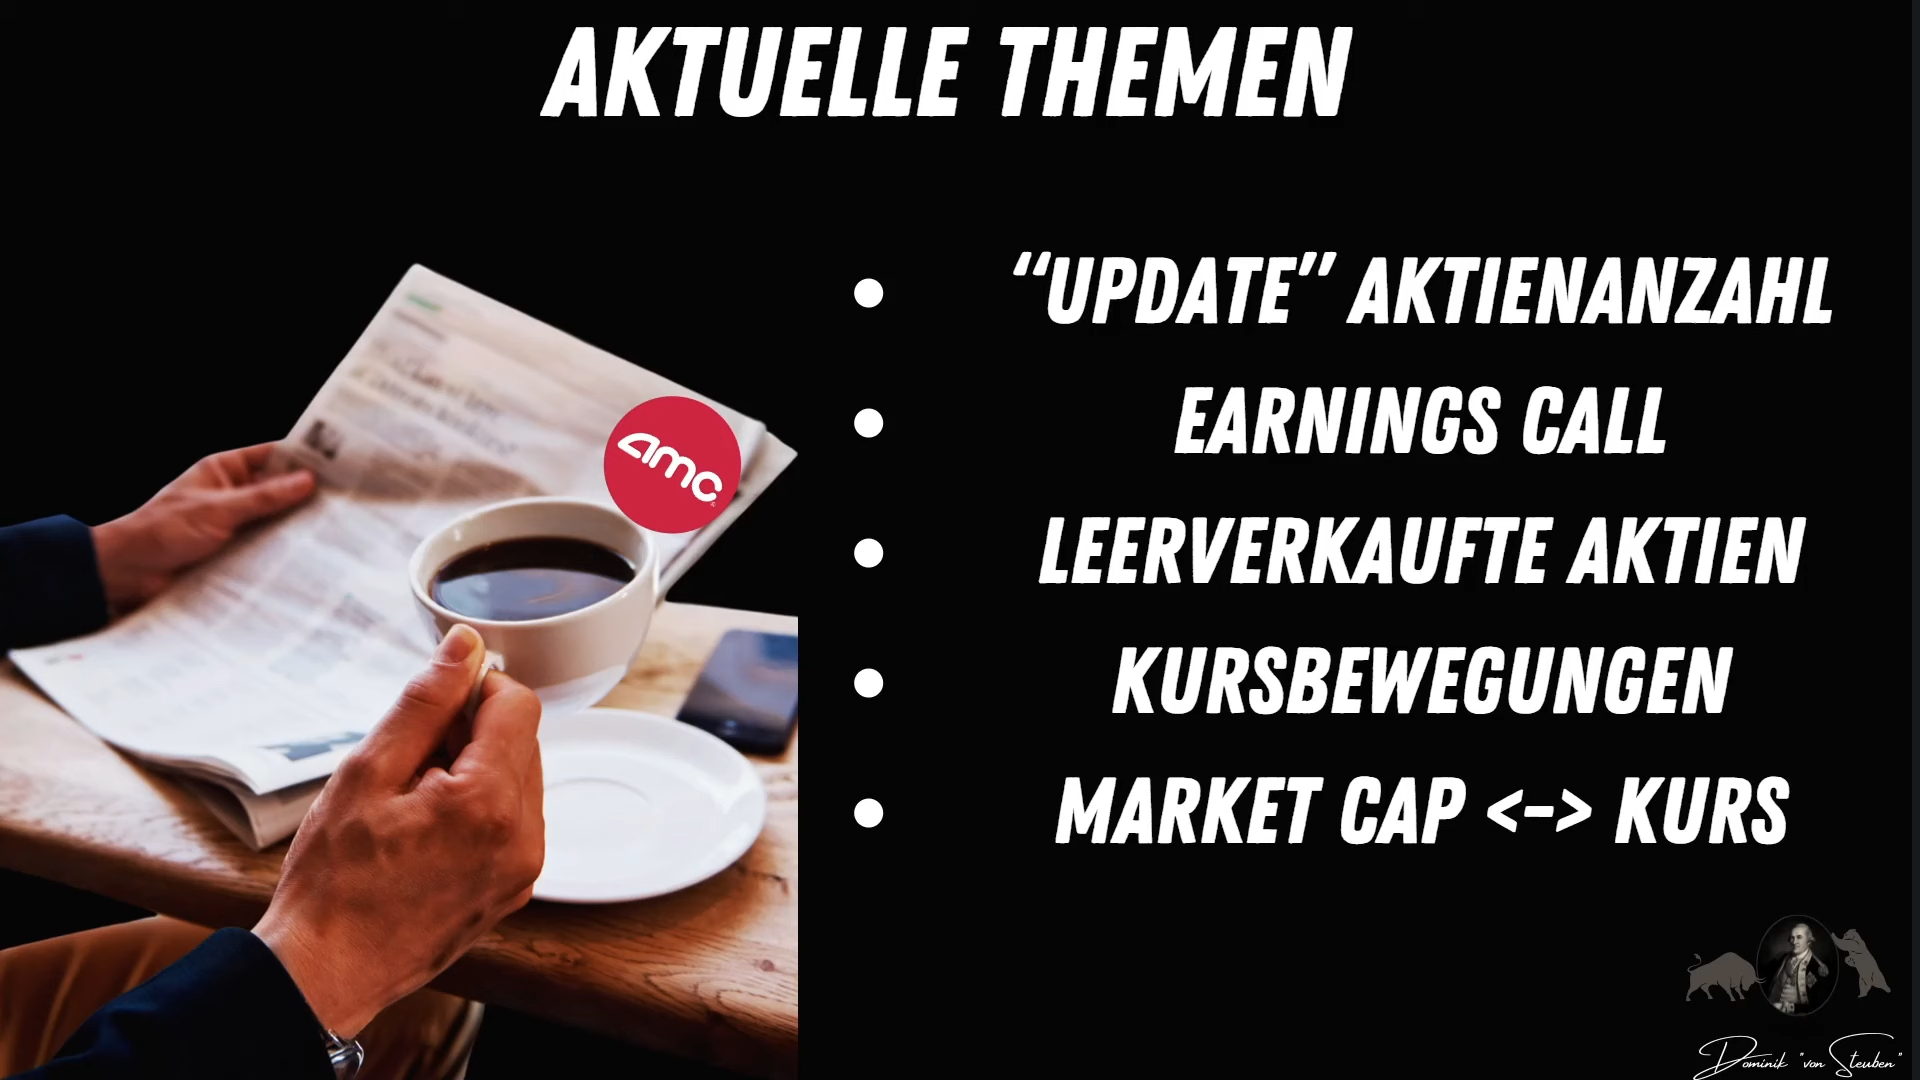 AKTUELLE THEMEN
“UPDATE” AKTIENANZAHL
EARNINGS CALL
LEERVERKAUFTE AKTIEN
KURSBEWEGUNGEN
MARKET CAP <-> KURS
amc
Dominik "von Steuben"